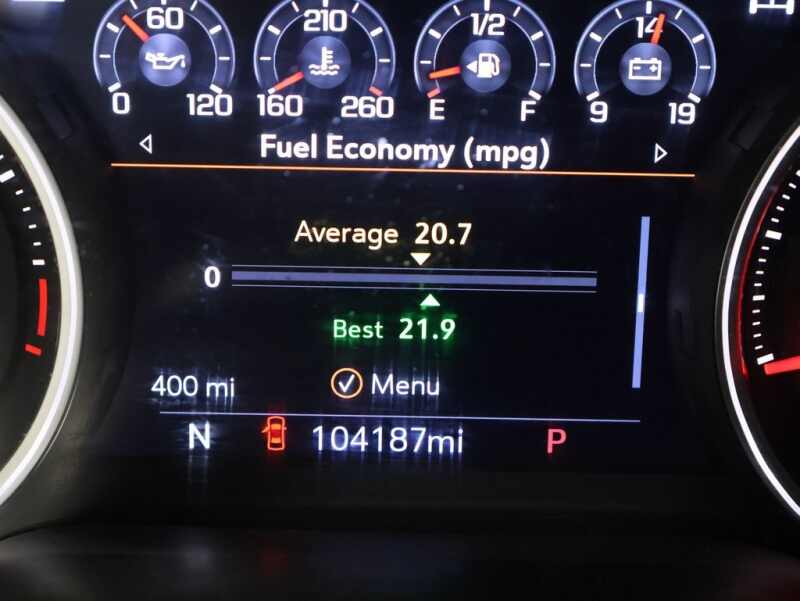 60 210 1/2 14
0 120 160 260 E F 9 19
Fuel Economy (mpg)
Average 20.7
0
Best 21.9
400 mi Menu
N 104187mi P